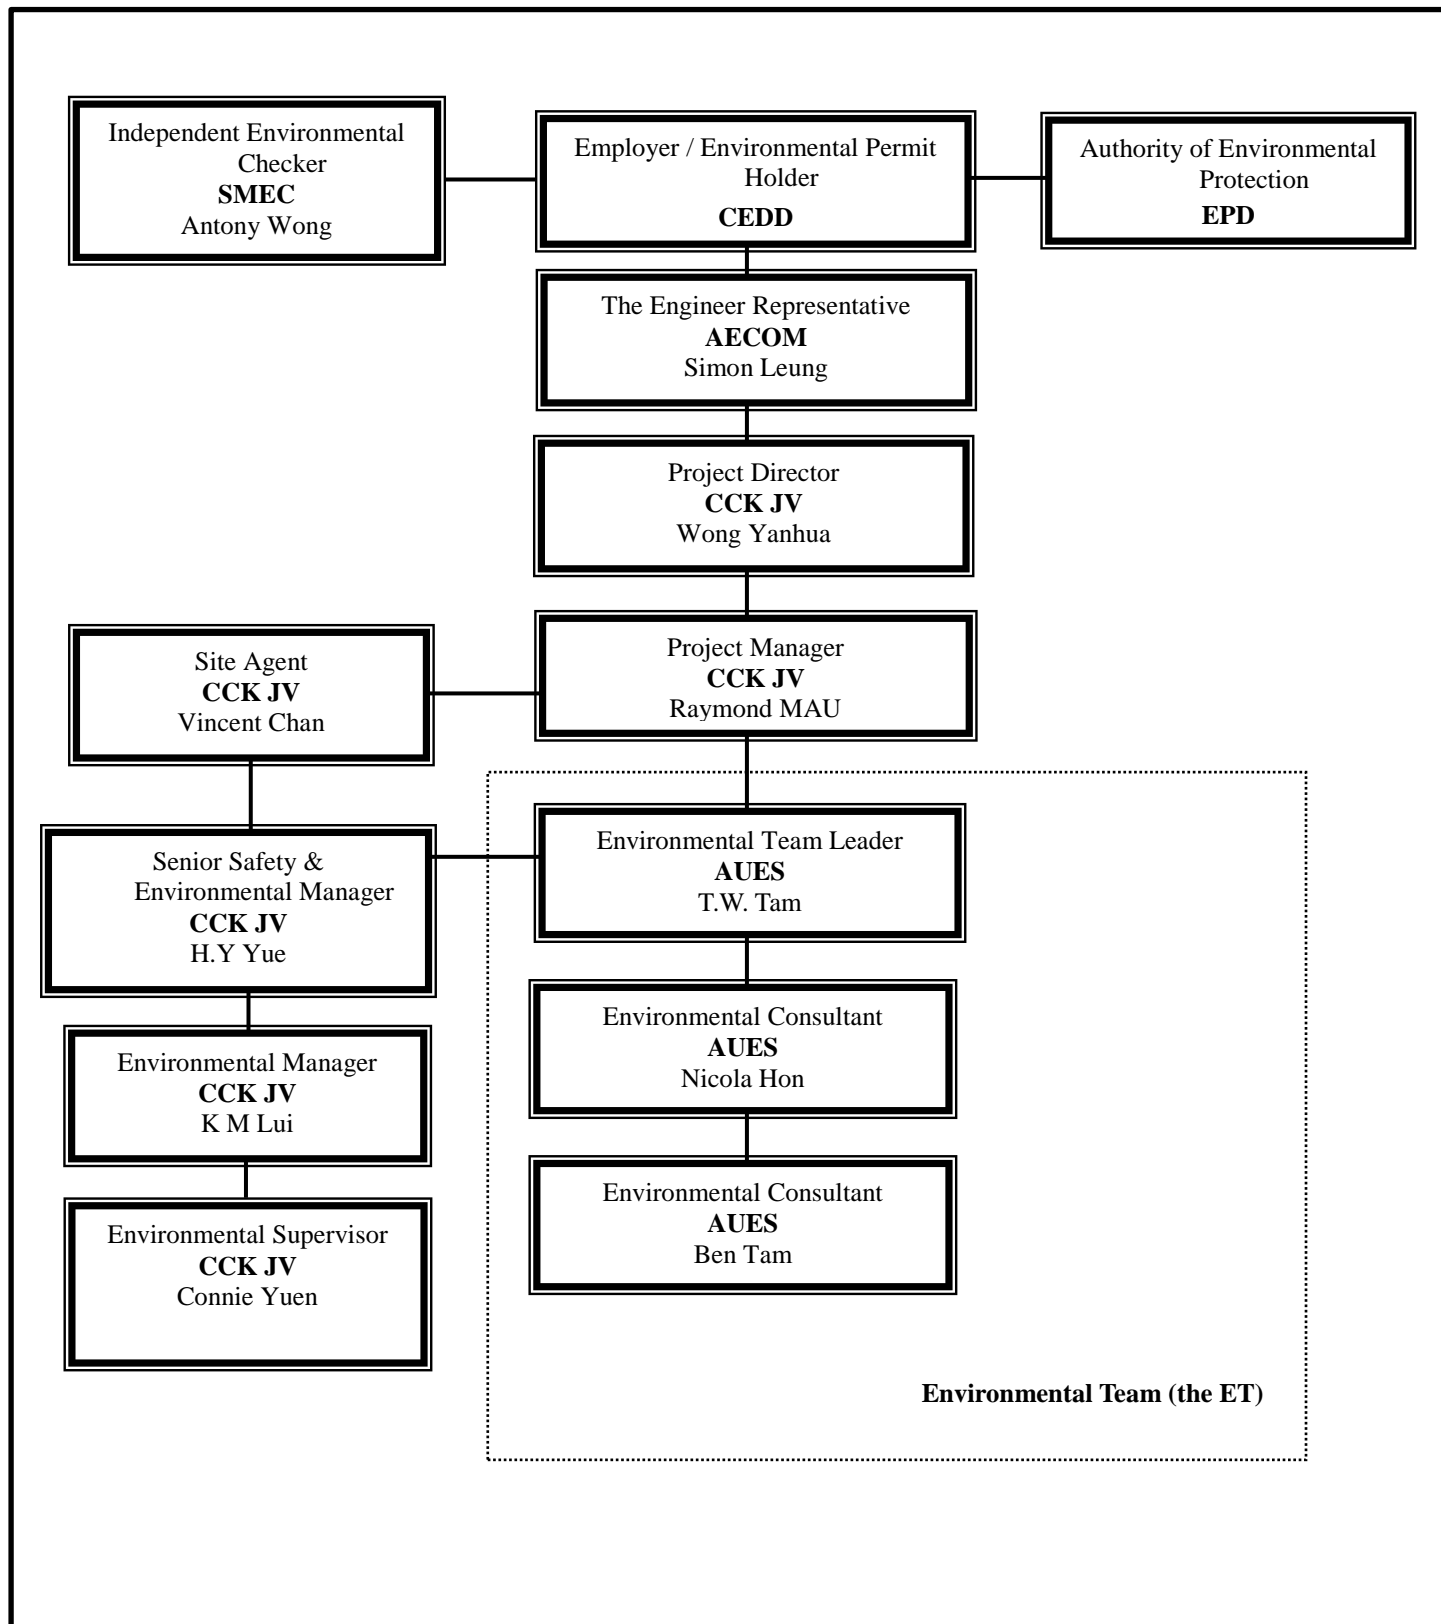 Independent Environmental
Checker
SMEC
Antony Wong
Employer / Environmental Permit
Holder
CEDD
Authority of Environmental
Protection
EPD
The Engineer Representative
AECOM
Simon Leung
Project Director
CCK JV
Wong Yanhua
Project Manager
CCK JV
Raymond MAU
Site Agent
CCK JV
Vincent Chan
Senior Safety &
Environmental Manager
CCK JV
H.Y Yue
Environmental Team Leader
AUES
T.W. Tam
Environmental Manager
CCK JV
K M Lui
Environmental Consultant
AUES
Nicola Hon
Environmental Supervisor
CCK JV
Connie Yuen
Environmental Consultant
AUES
Ben Tam
Environmental Team (the ET)